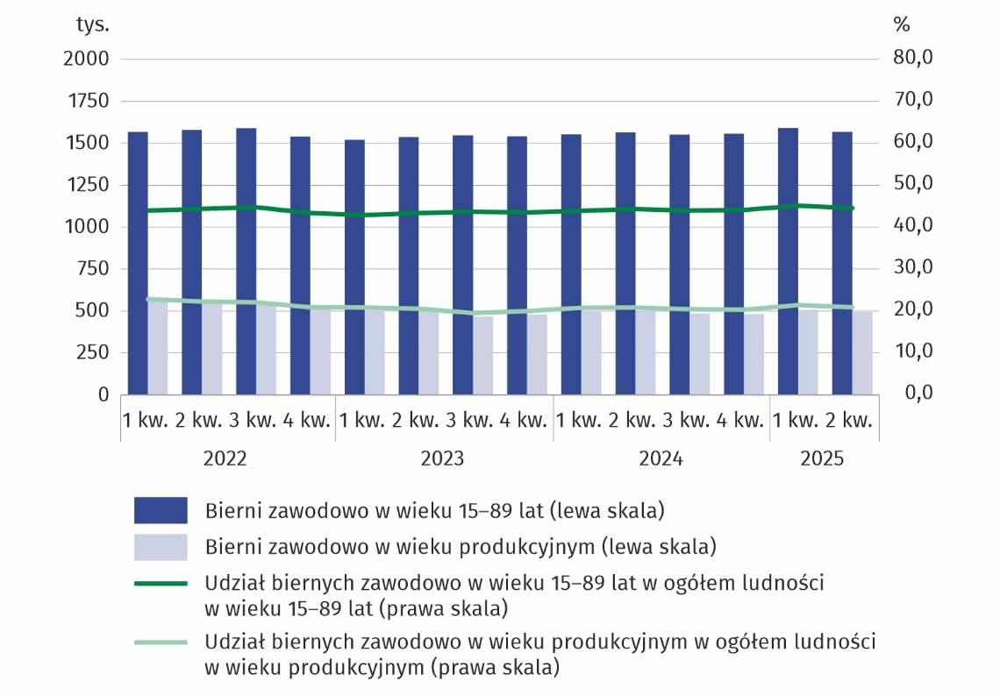 tys.
%
2000
80,0
1750
70,0
1500
60,0
1250
50,0
1000
40,0
750
30,0
500
20,0
250
10,0
0
0,0
1 kw. 2 kw. 3 kw. 4 kw. 1 kw. 2 kw. 3 kw. 4 kw. 1 kw. 2 kw. 3 kw. 4 kw. 1 kw. 2 kw.
2022 2023 2024 2025
Bierni zawodowo w wieku 15–89 lat (lewa skala)
Bierni zawodowo w wieku produkcyjnym (lewa skala)
Udział biernych zawodowo w wieku 15–89 lat w ogółem ludności
w wieku 15–89 lat (prawa skala)
Udział biernych zawodowo w wieku produkcyjnym w ogółem ludności
w wieku produkcyjnym (prawa skala)